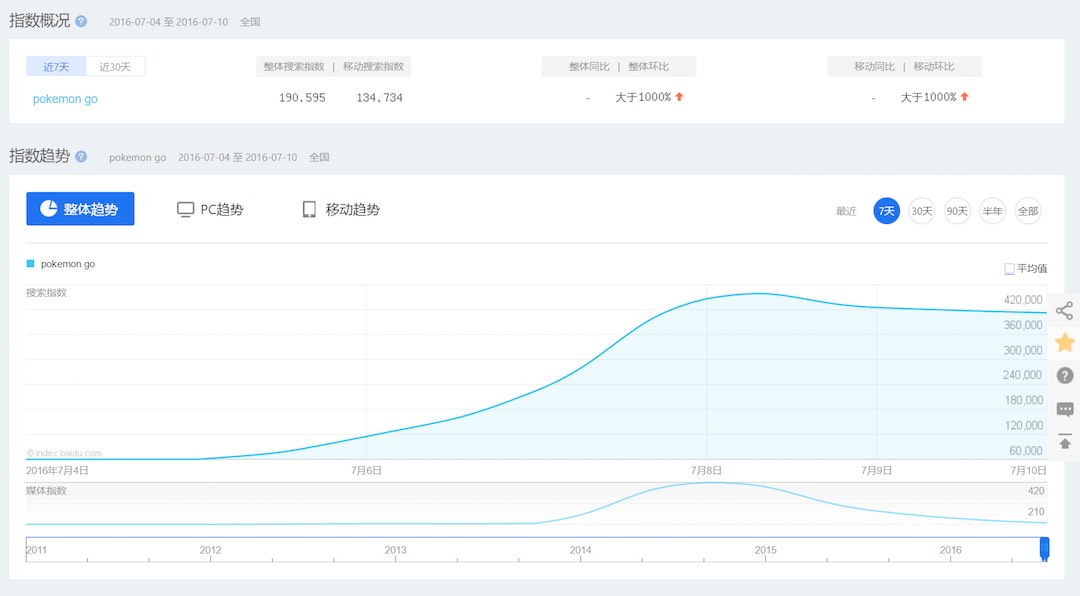 指数概况 ? 2016-07-04 至 2016-07-10 全国
近7天 近30天 整体搜索指数 | 移动搜索指数 整体同比 | 整体环比 移动同比 | 移动环比
pokemon go 190,595 134,734 - 大于1000% - 大于1000%
指数趋势 ? pokemon go 2016-07-04 至 2016-07-10 全国
整体趋势 PC趋势 移动趋势 最近 7天 30天 90天 半年 全部
pokemon go 平均值
搜索指数
420,000
360,000
300,000
240,000
180,000
120,000
60,000
©index.baidu.com
2016年7月4日 7月6日 7月8日 7月9日 7月10日
媒体指数 420
210
2011 2012 2013 2014 2015 2016